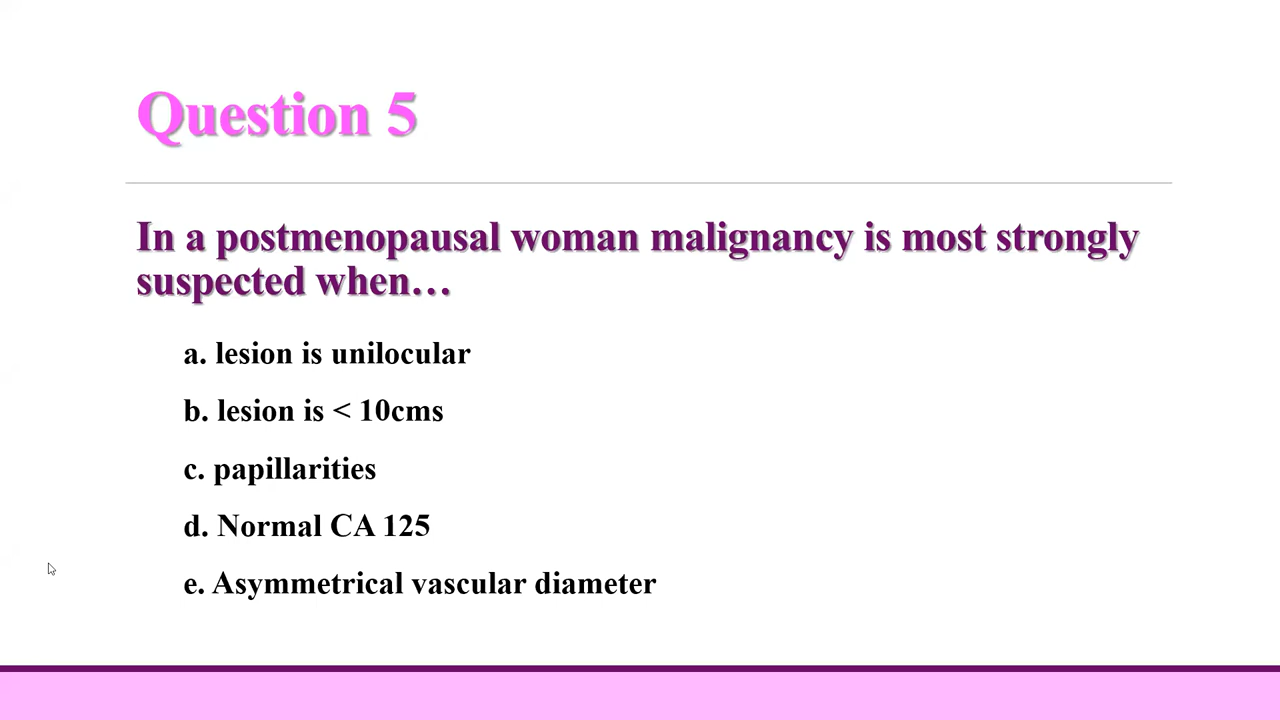 Question 5
In a postmenopausal woman malignancy is most strongly
suspected when…
a. lesion is unilocular
b. lesion is < 10cms
c. papillarities
d. Normal CA 125
e. Asymmetrical vascular diameter